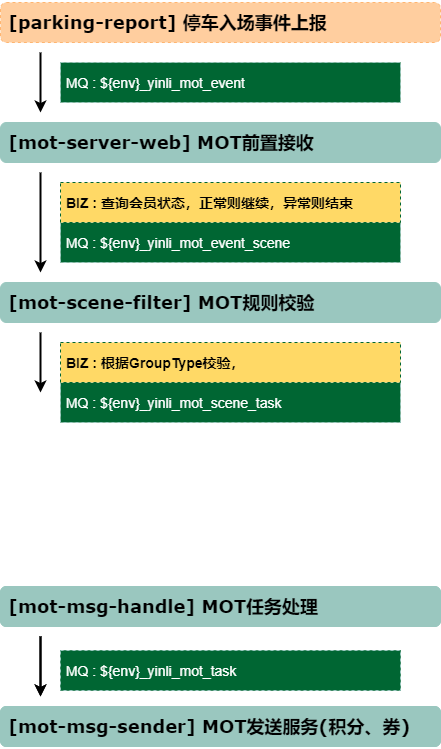 [parking-report] 停车入场事件上报
MQ : ${env}_yinli_mot_event
[mot-server-web] MOT前置接收
BIZ : 查询会员状态，正常则继续，异常则结束
MQ : ${env}_yinli_mot_event_scene
[mot-scene-filter] MOT规则校验
BIZ : 根据GroupType校验，
MQ : ${env}_yinli_mot_scene_task
[mot-msg-handle] MOT任务处理
MQ : ${env}_yinli_mot_task
[mot-msg-sender] MOT发送服务(积分、券)